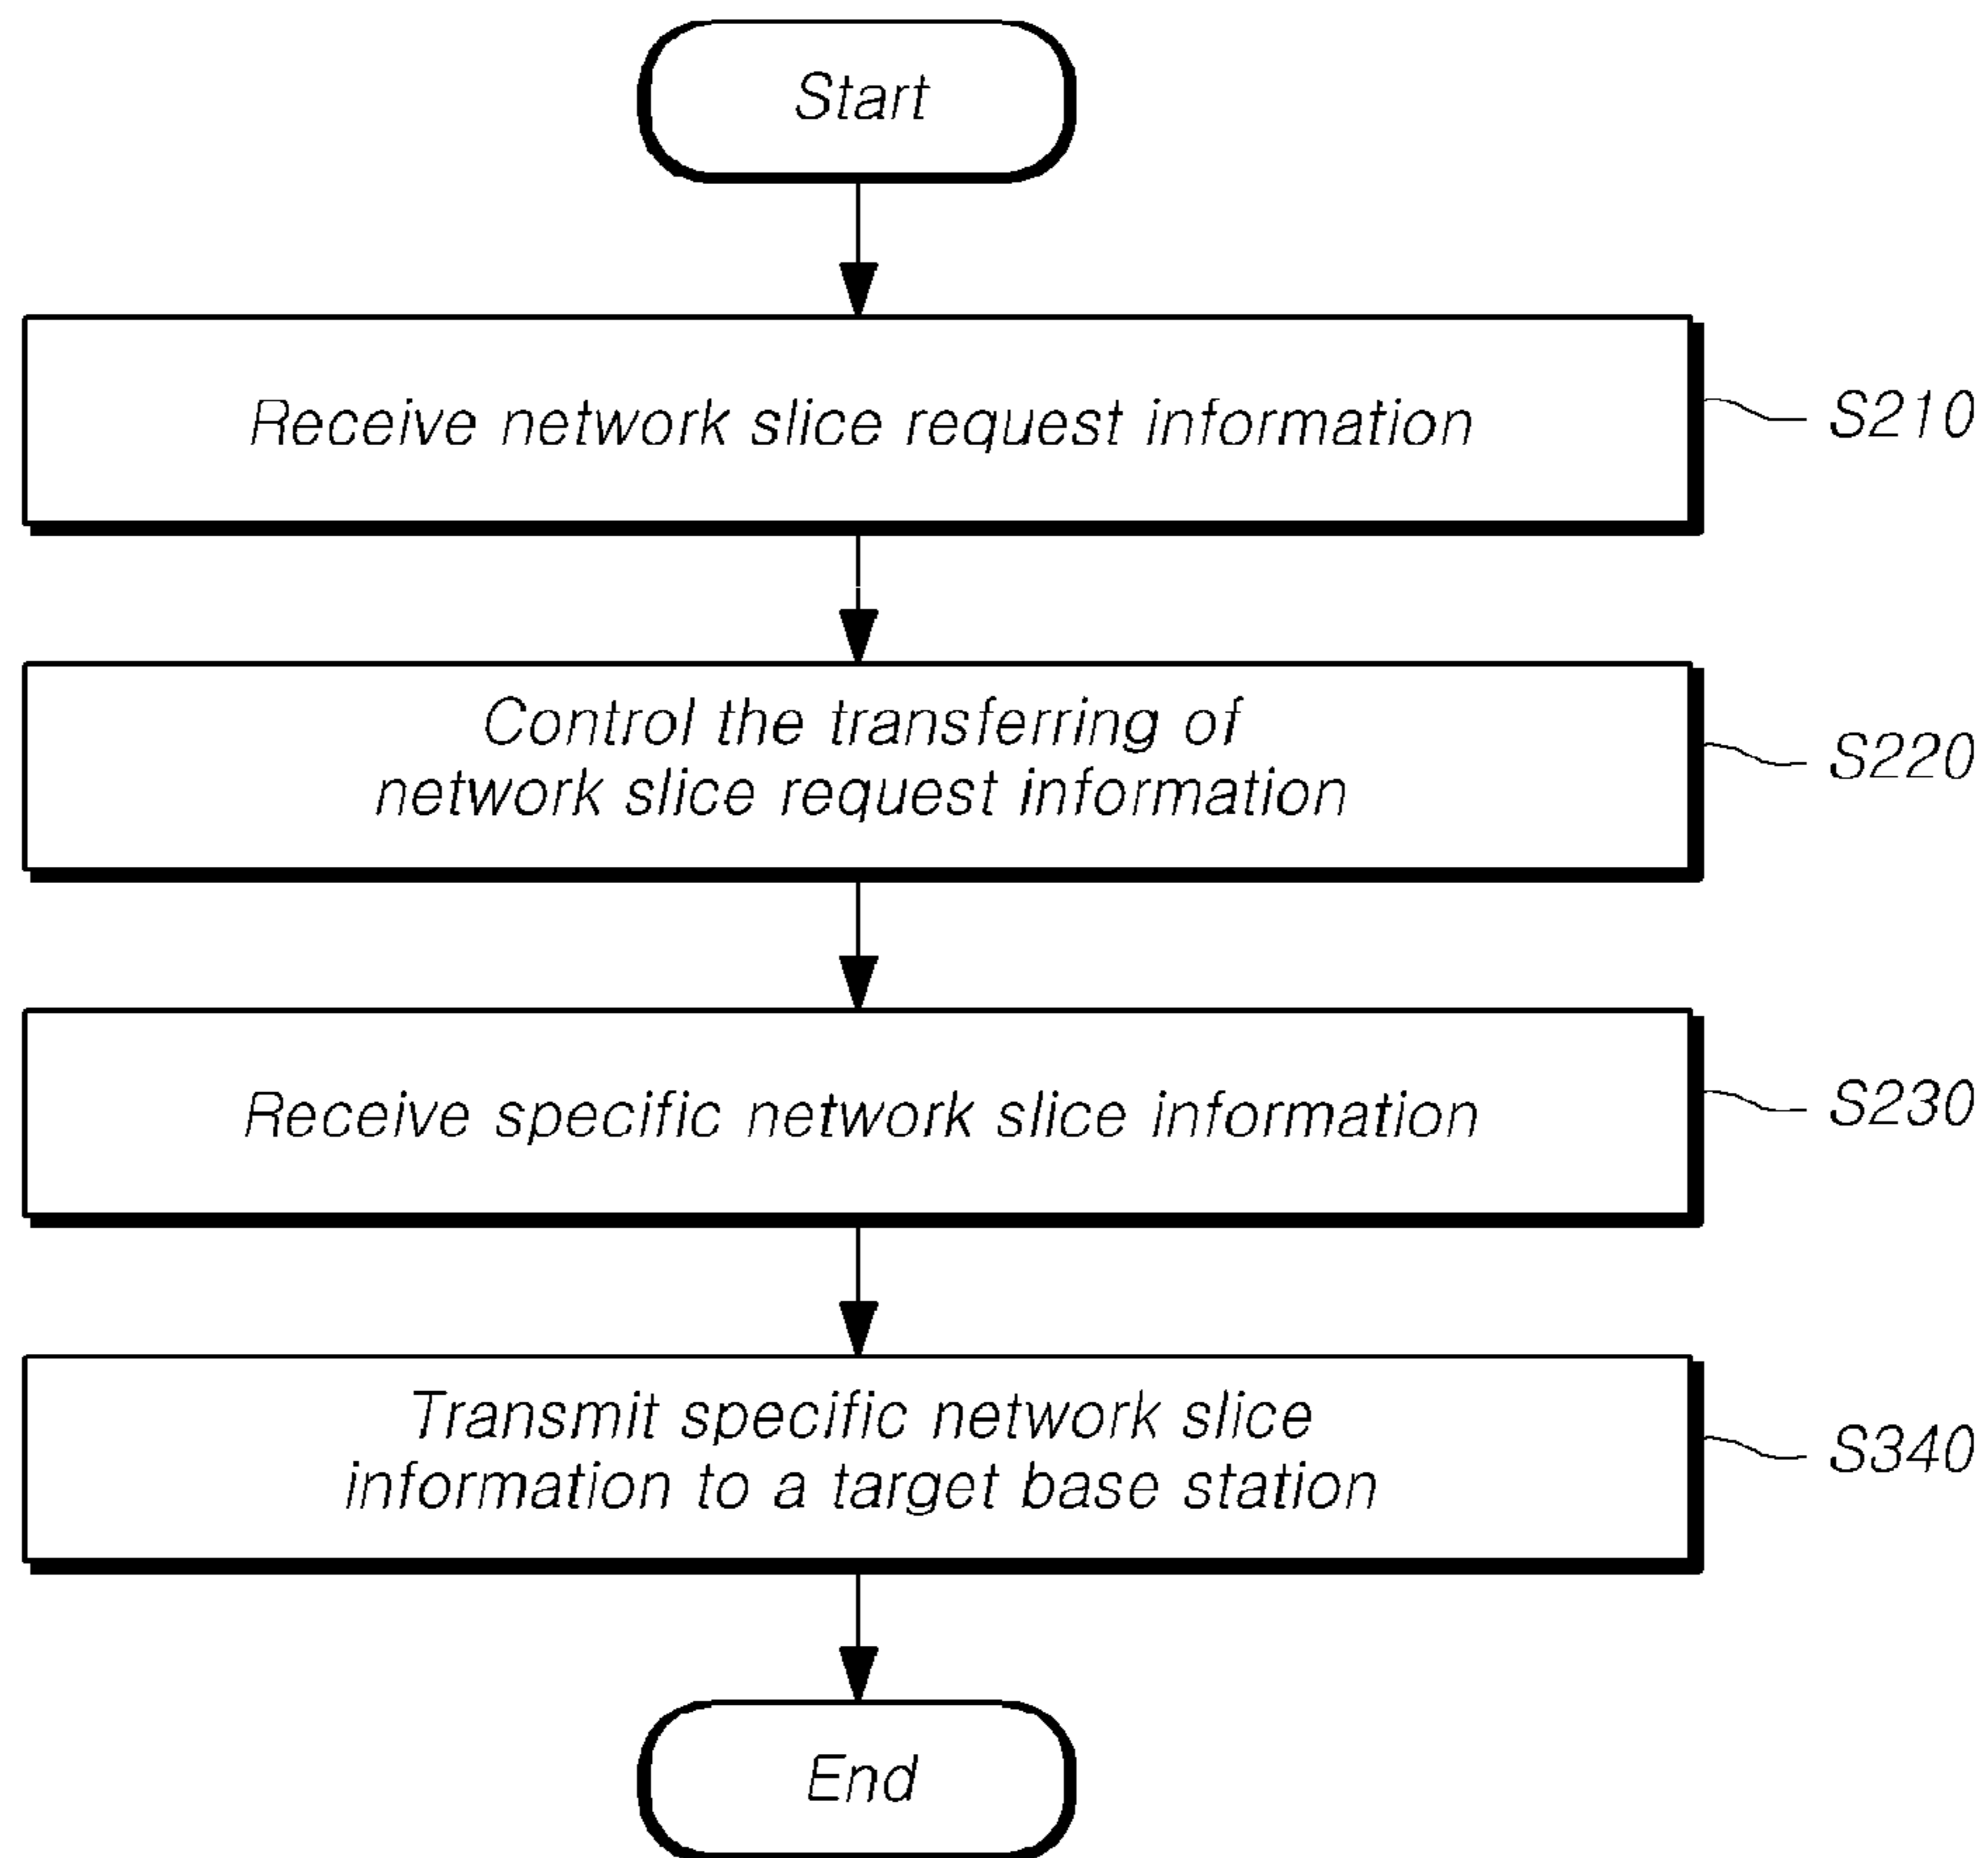 Start
Receive network slice request information
S210
Control the transferring of
network slice request information
S220
Receive specific network slice information
S230
Transmit specific network slice
information to a target base station
S340
End